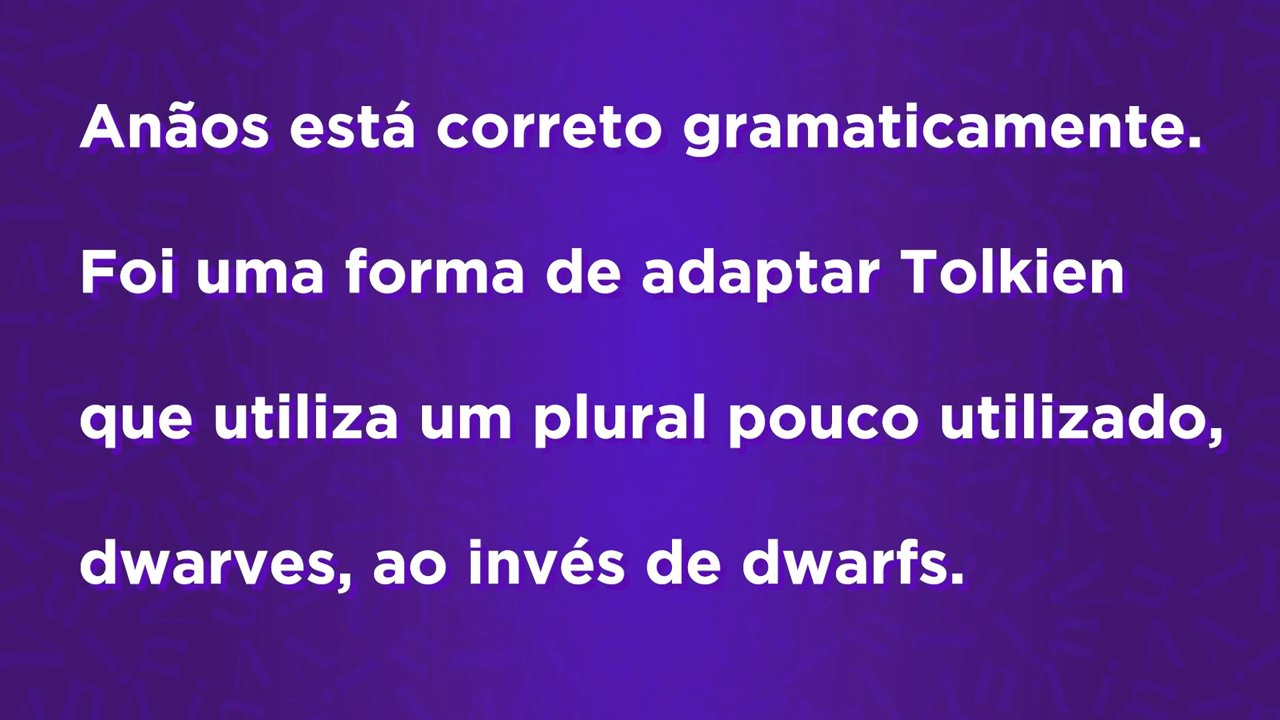 Anãos está correto gramaticamente.
Foi uma forma de adaptar Tolkien
que utiliza um plural pouco utilizado,
dwarves, ao invés de dwarfs.